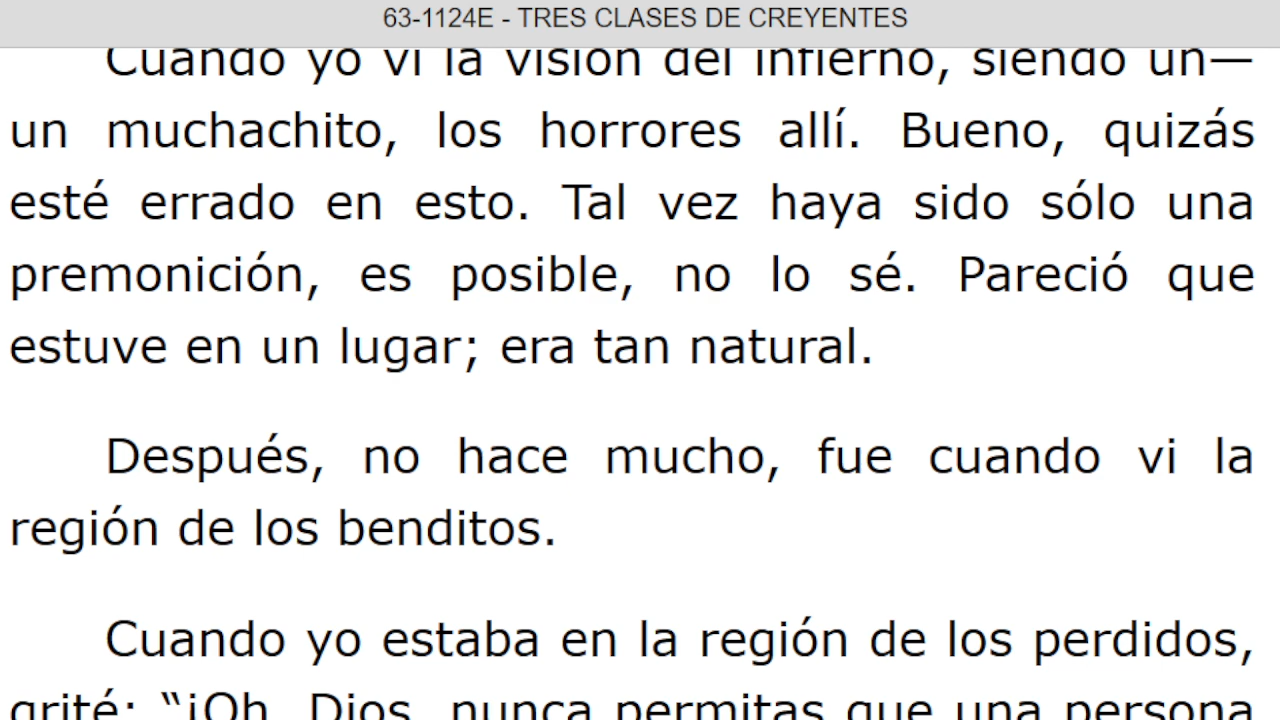 63-1124E - TRES CLASES DE CREYENTES
Cuando yo vi la visión del infierno, siendo un—
un muchachito, los horrores allí. Bueno, quizás
esté errado en esto. Tal vez haya sido sólo una
premonición, es posible, no lo sé. Pareció que
estuve en un lugar; era tan natural.
Después, no hace mucho, fue cuando vi la
región de los benditos.
Cuando yo estaba en la región de los perdidos,
grité: “¡Oh, Dios, nunca permitas que una persona